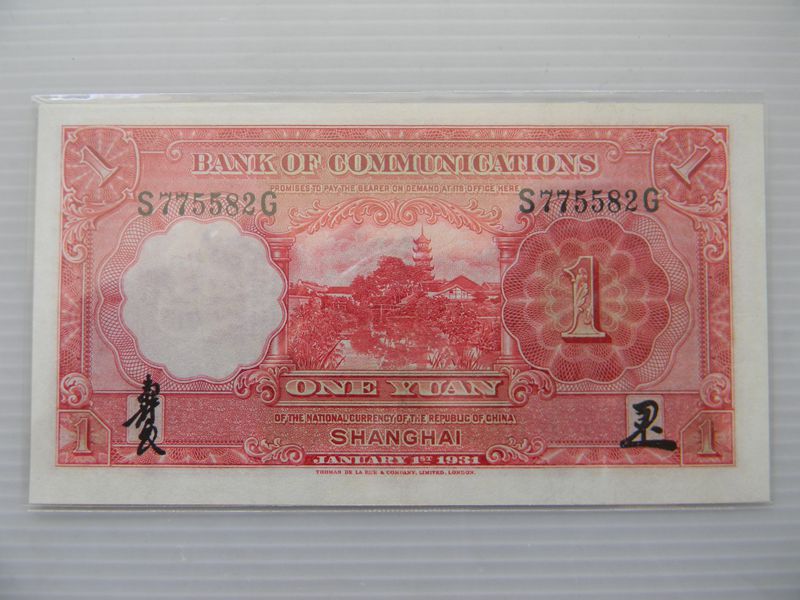 1 1
BANK OF COMMUNICATIONS
PROMISES TO PAY THE BEARER ON DEMAND AT ITS OFFICE HERE
S775582G S775582G
1
ONE YUAN
OF THE NATIONAL CURRENCY OF THE REPUBLIC OF CHINA
SHANGHAI
1 1
JANUARY 1ST 1931
THOMAS DE LA RUE & COMPANY, LIMITED, LONDON.